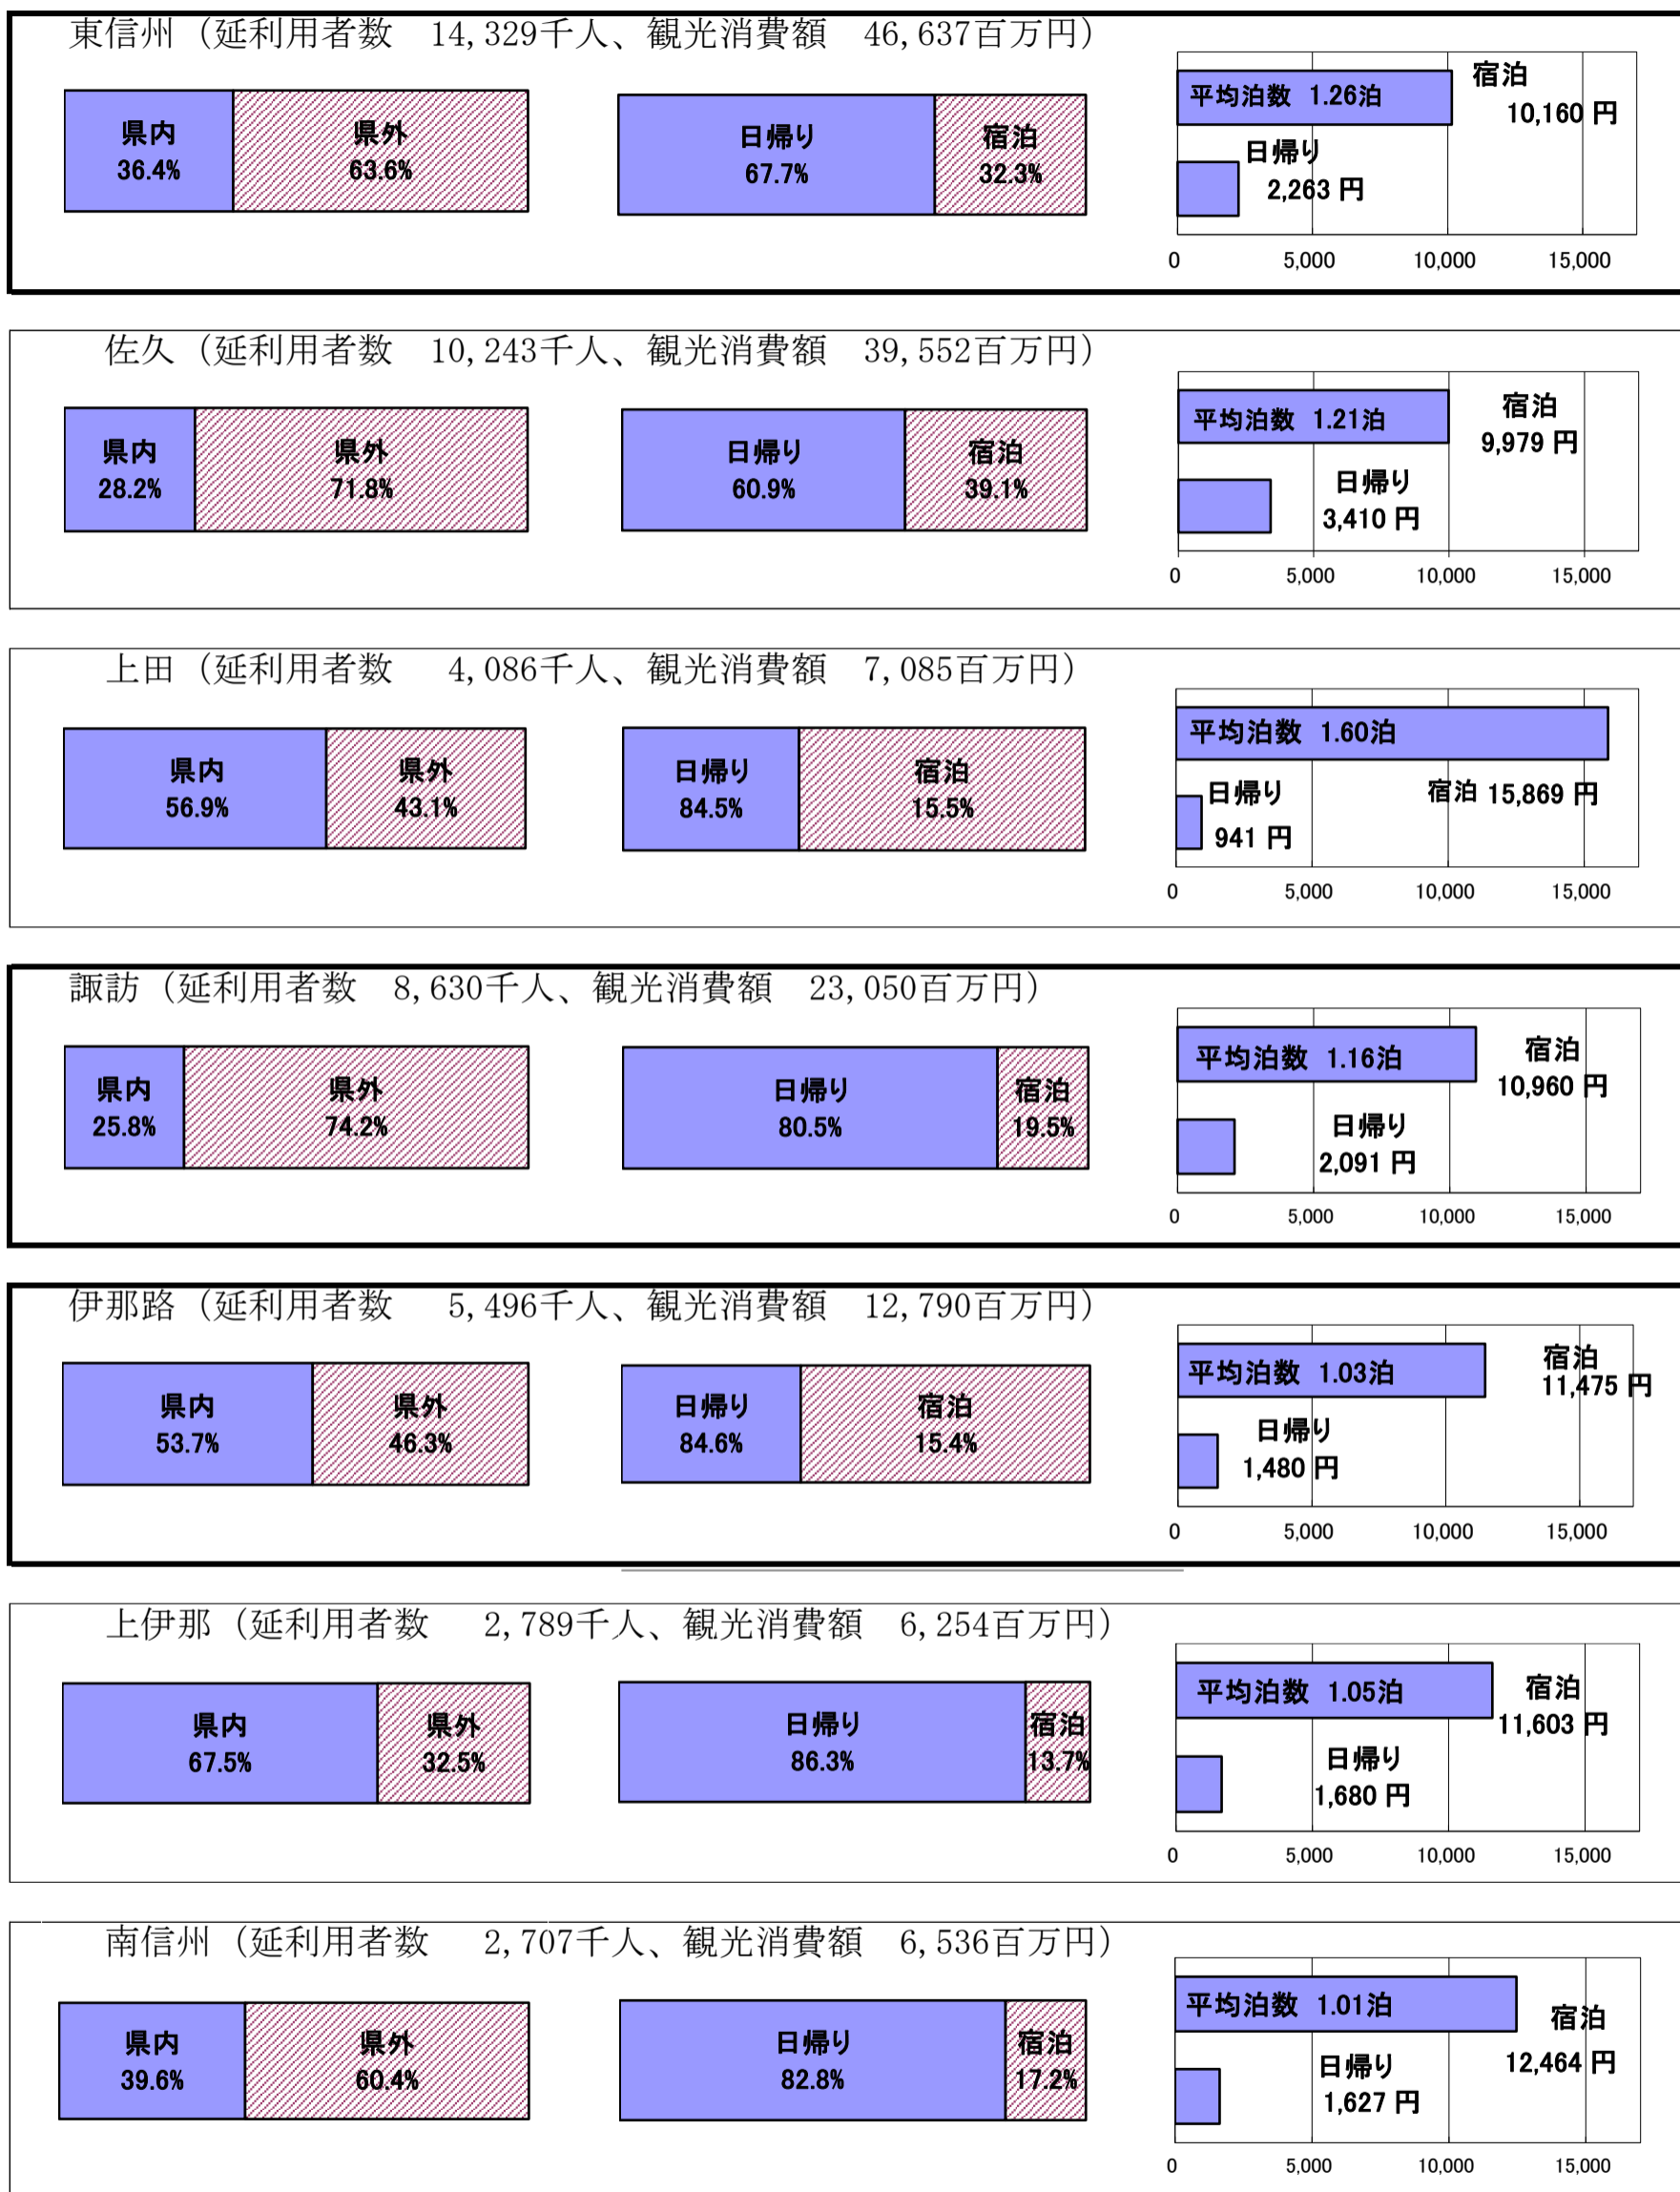 東信州（延利用者数　14,329千人、観光消費額　46,637百万円）
県内
36.4%
県外
63.6%
日帰り
67.7%
宿泊
32.3%
平均泊数 1.26泊
宿泊
10,160 円
日帰り
2,263 円
0 5,000 10,000 15,000
佐久（延利用者数　10,243千人、観光消費額　39,552百万円）
県内
28.2%
県外
71.8%
日帰り
60.9%
宿泊
39.1%
平均泊数 1.21泊
宿泊
9,979 円
日帰り
3,410 円
0 5,000 10,000 15,000
上田（延利用者数　4,086千人、観光消費額　7,085百万円）
県内
56.9%
県外
43.1%
日帰り
84.5%
宿泊
15.5%
平均泊数 1.60泊
宿泊 15,869 円
日帰り
941 円
0 5,000 10,000 15,000
諏訪（延利用者数　8,630千人、観光消費額　23,050百万円）
県内
25.8%
県外
74.2%
日帰り
80.5%
宿泊
19.5%
平均泊数 1.16泊
宿泊
10,960 円
日帰り
2,091 円
0 5,000 10,000 15,000
伊那路（延利用者数　5,496千人、観光消費額　12,790百万円）
県内
53.7%
県外
46.3%
日帰り
84.6%
宿泊
15.4%
平均泊数 1.03泊
宿泊
11,475 円
日帰り
1,480 円
0 5,000 10,000 15,000
上伊那（延利用者数　2,789千人、観光消費額　6,254百万円）
県内
67.5%
県外
32.5%
日帰り
86.3%
宿泊
13.7%
平均泊数 1.05泊
宿泊
11,603 円
日帰り
1,680 円
0 5,000 10,000 15,000
南信州（延利用者数　2,707千人、観光消費額　6,536百万円）
県内
39.6%
県外
60.4%
日帰り
82.8%
宿泊
17.2%
平均泊数 1.01泊
宿泊
12,464 円
日帰り
1,627 円
0 5,000 10,000 15,000